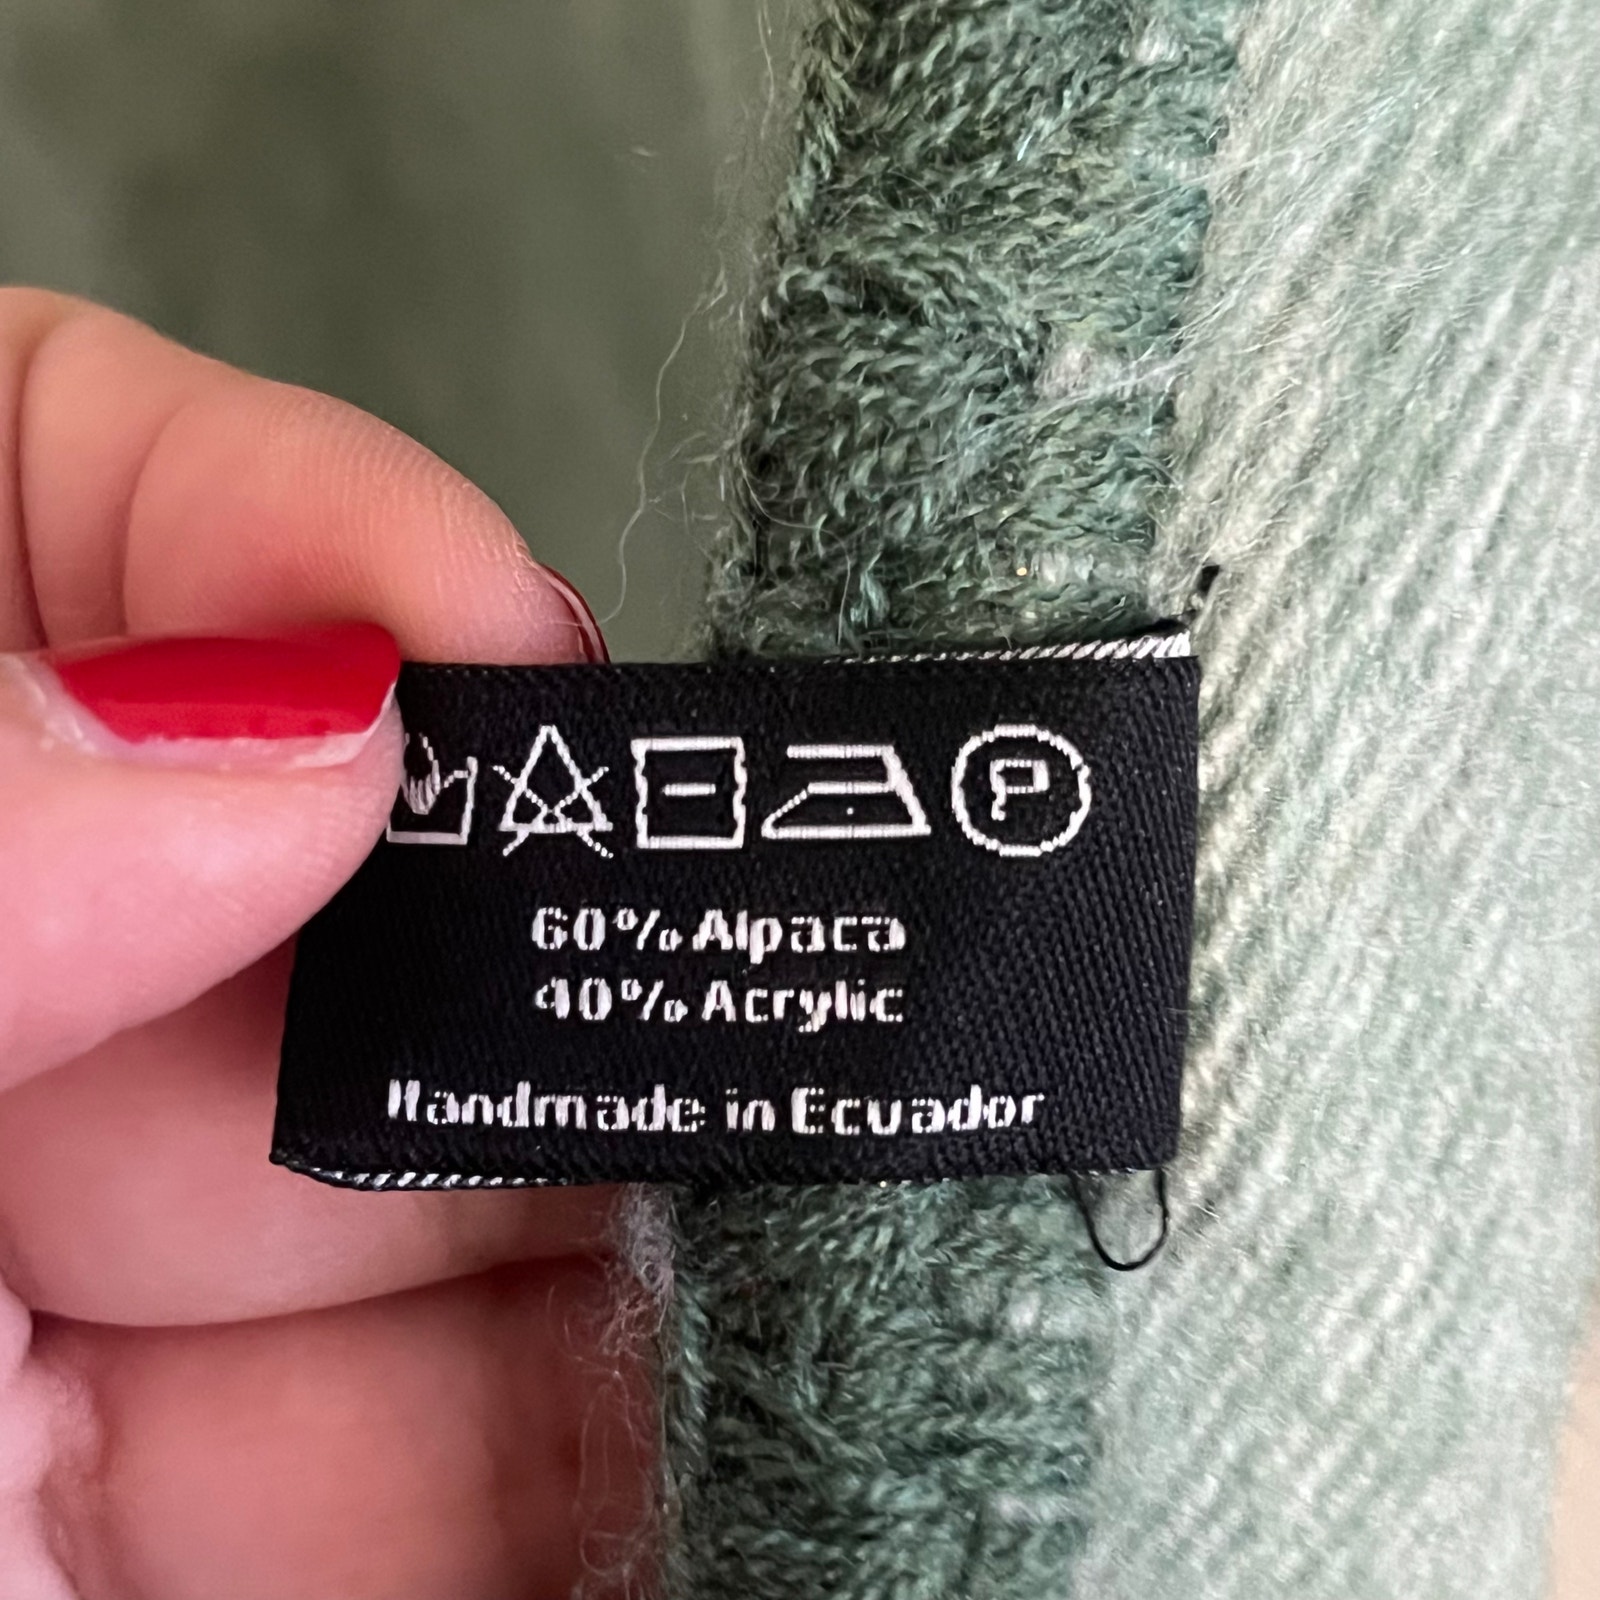 P
60% Alpaca
40% Acrylic
Handmade in Ecuador